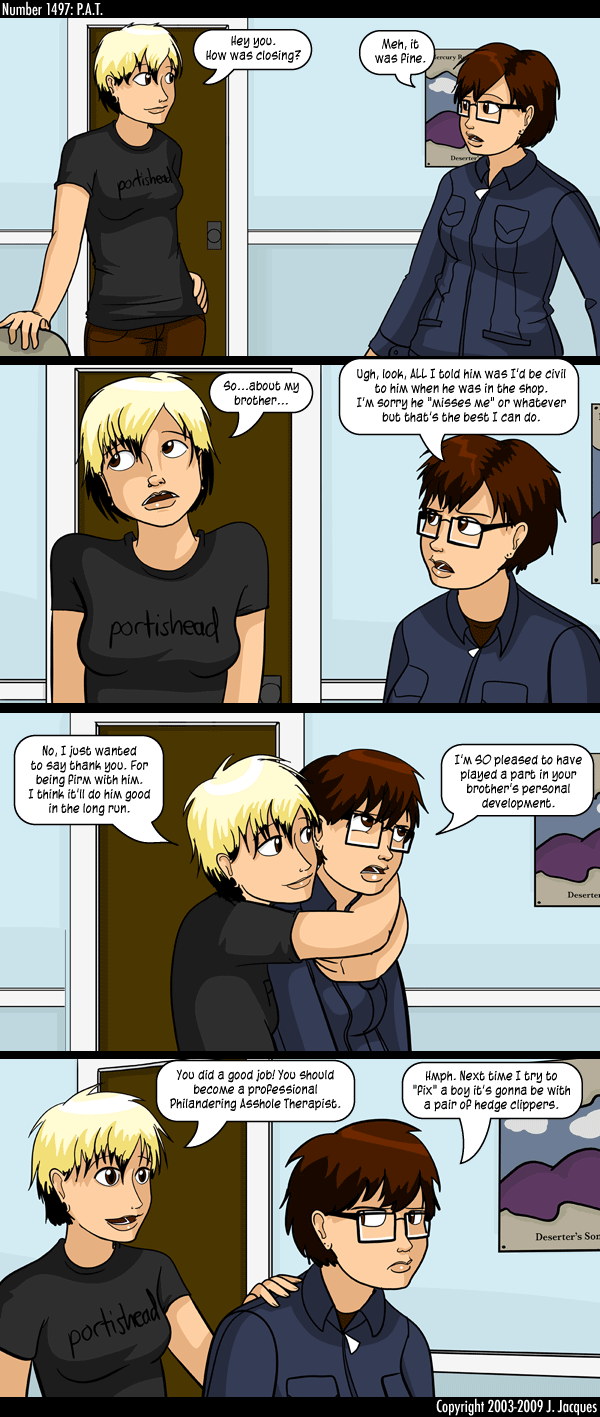 Number 1497: P.A.T.
Hey you.
How was closing?
Meh, it
was fine.
ercury R
Deserter
portishead
So...about my
brother...
Ugh, look, ALL I told him was I'd be civil
to him when he was in the shop.
I'm sorry he "misses me" or whatever
but that's the best I can do.
portishead
No, I just wanted
to say thank you. For
being firm with him.
I think it'll do him good
in the long run.
I'm SO pleased to have
played a part in your
brother's personal
development.
Deserter
You did a good job! You should
become a professional
Philandering Asshole Therapist.
Hmph. Next time I try to
"fix" a boy it's gonna be with
a pair of hedge clippers.
Deserter's Son
portishead
Copyright 2003-2009 J. Jacques